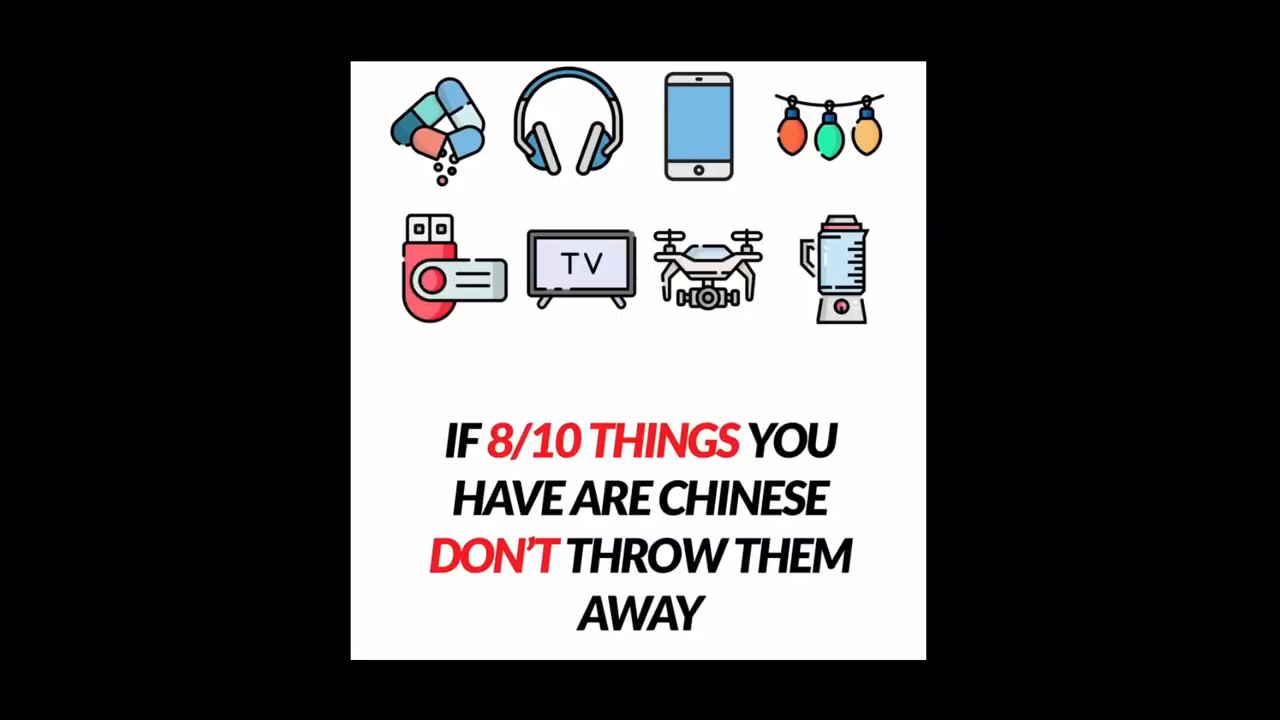 TV
IF 8/10 THINGS YOU
HAVE ARE CHINESE
DON'T THROW THEM
AWAY